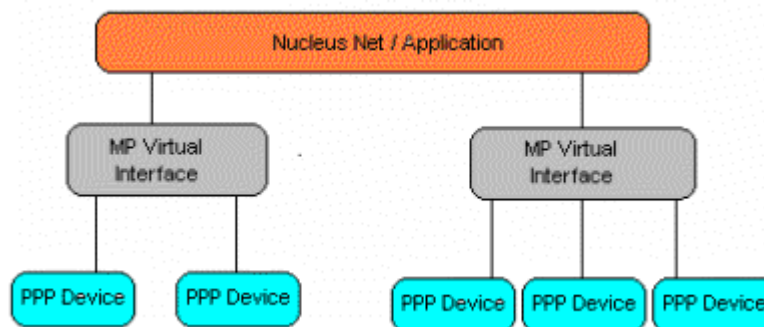 Nucleus Net / Application
MP Virtual
Interface
MP Virtual
Interface
PPP Device
PPP Device
PPP Device
PPP Device
PPP Device